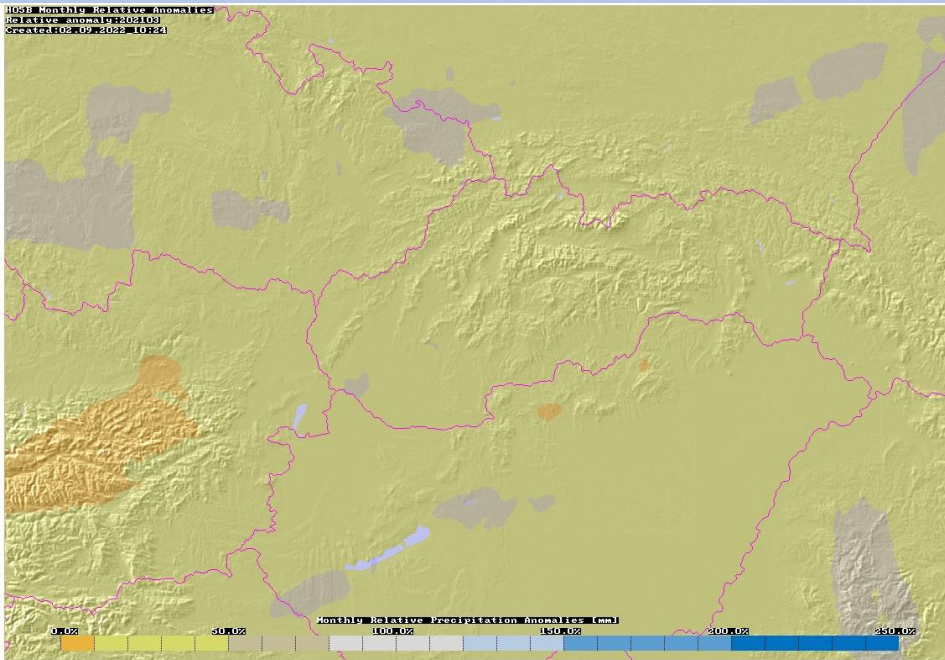 HOSB Monthly Relative Anomalies
Relative anomaly:202103
Created:02.09.2022 10:24
Monthly Relative Precipitation Anomalies [mm]
0.0% 50.0% 100.0% 150.0% 200.0% 250.0%